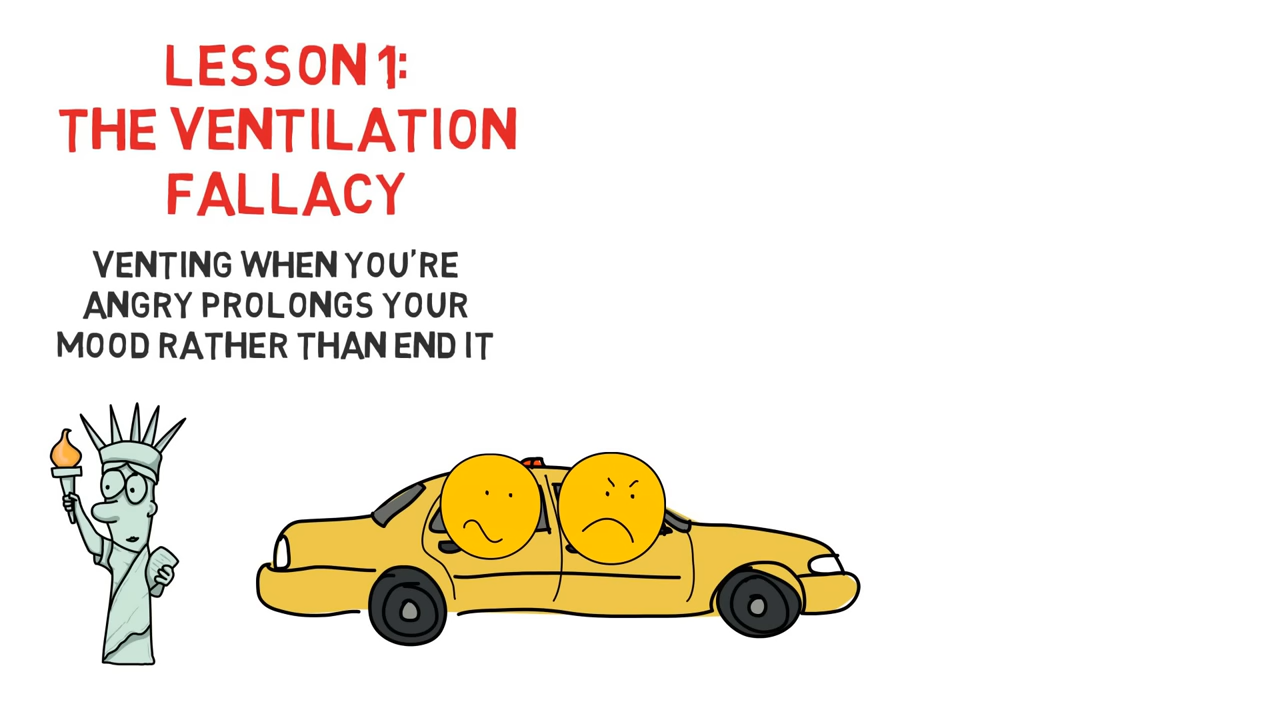 LESSON 1:
THE VENTILATION
FALLACY
VENTING WHEN YOU'RE
ANGRY PROLONGS YOUR
MOOD RATHER THAN END IT